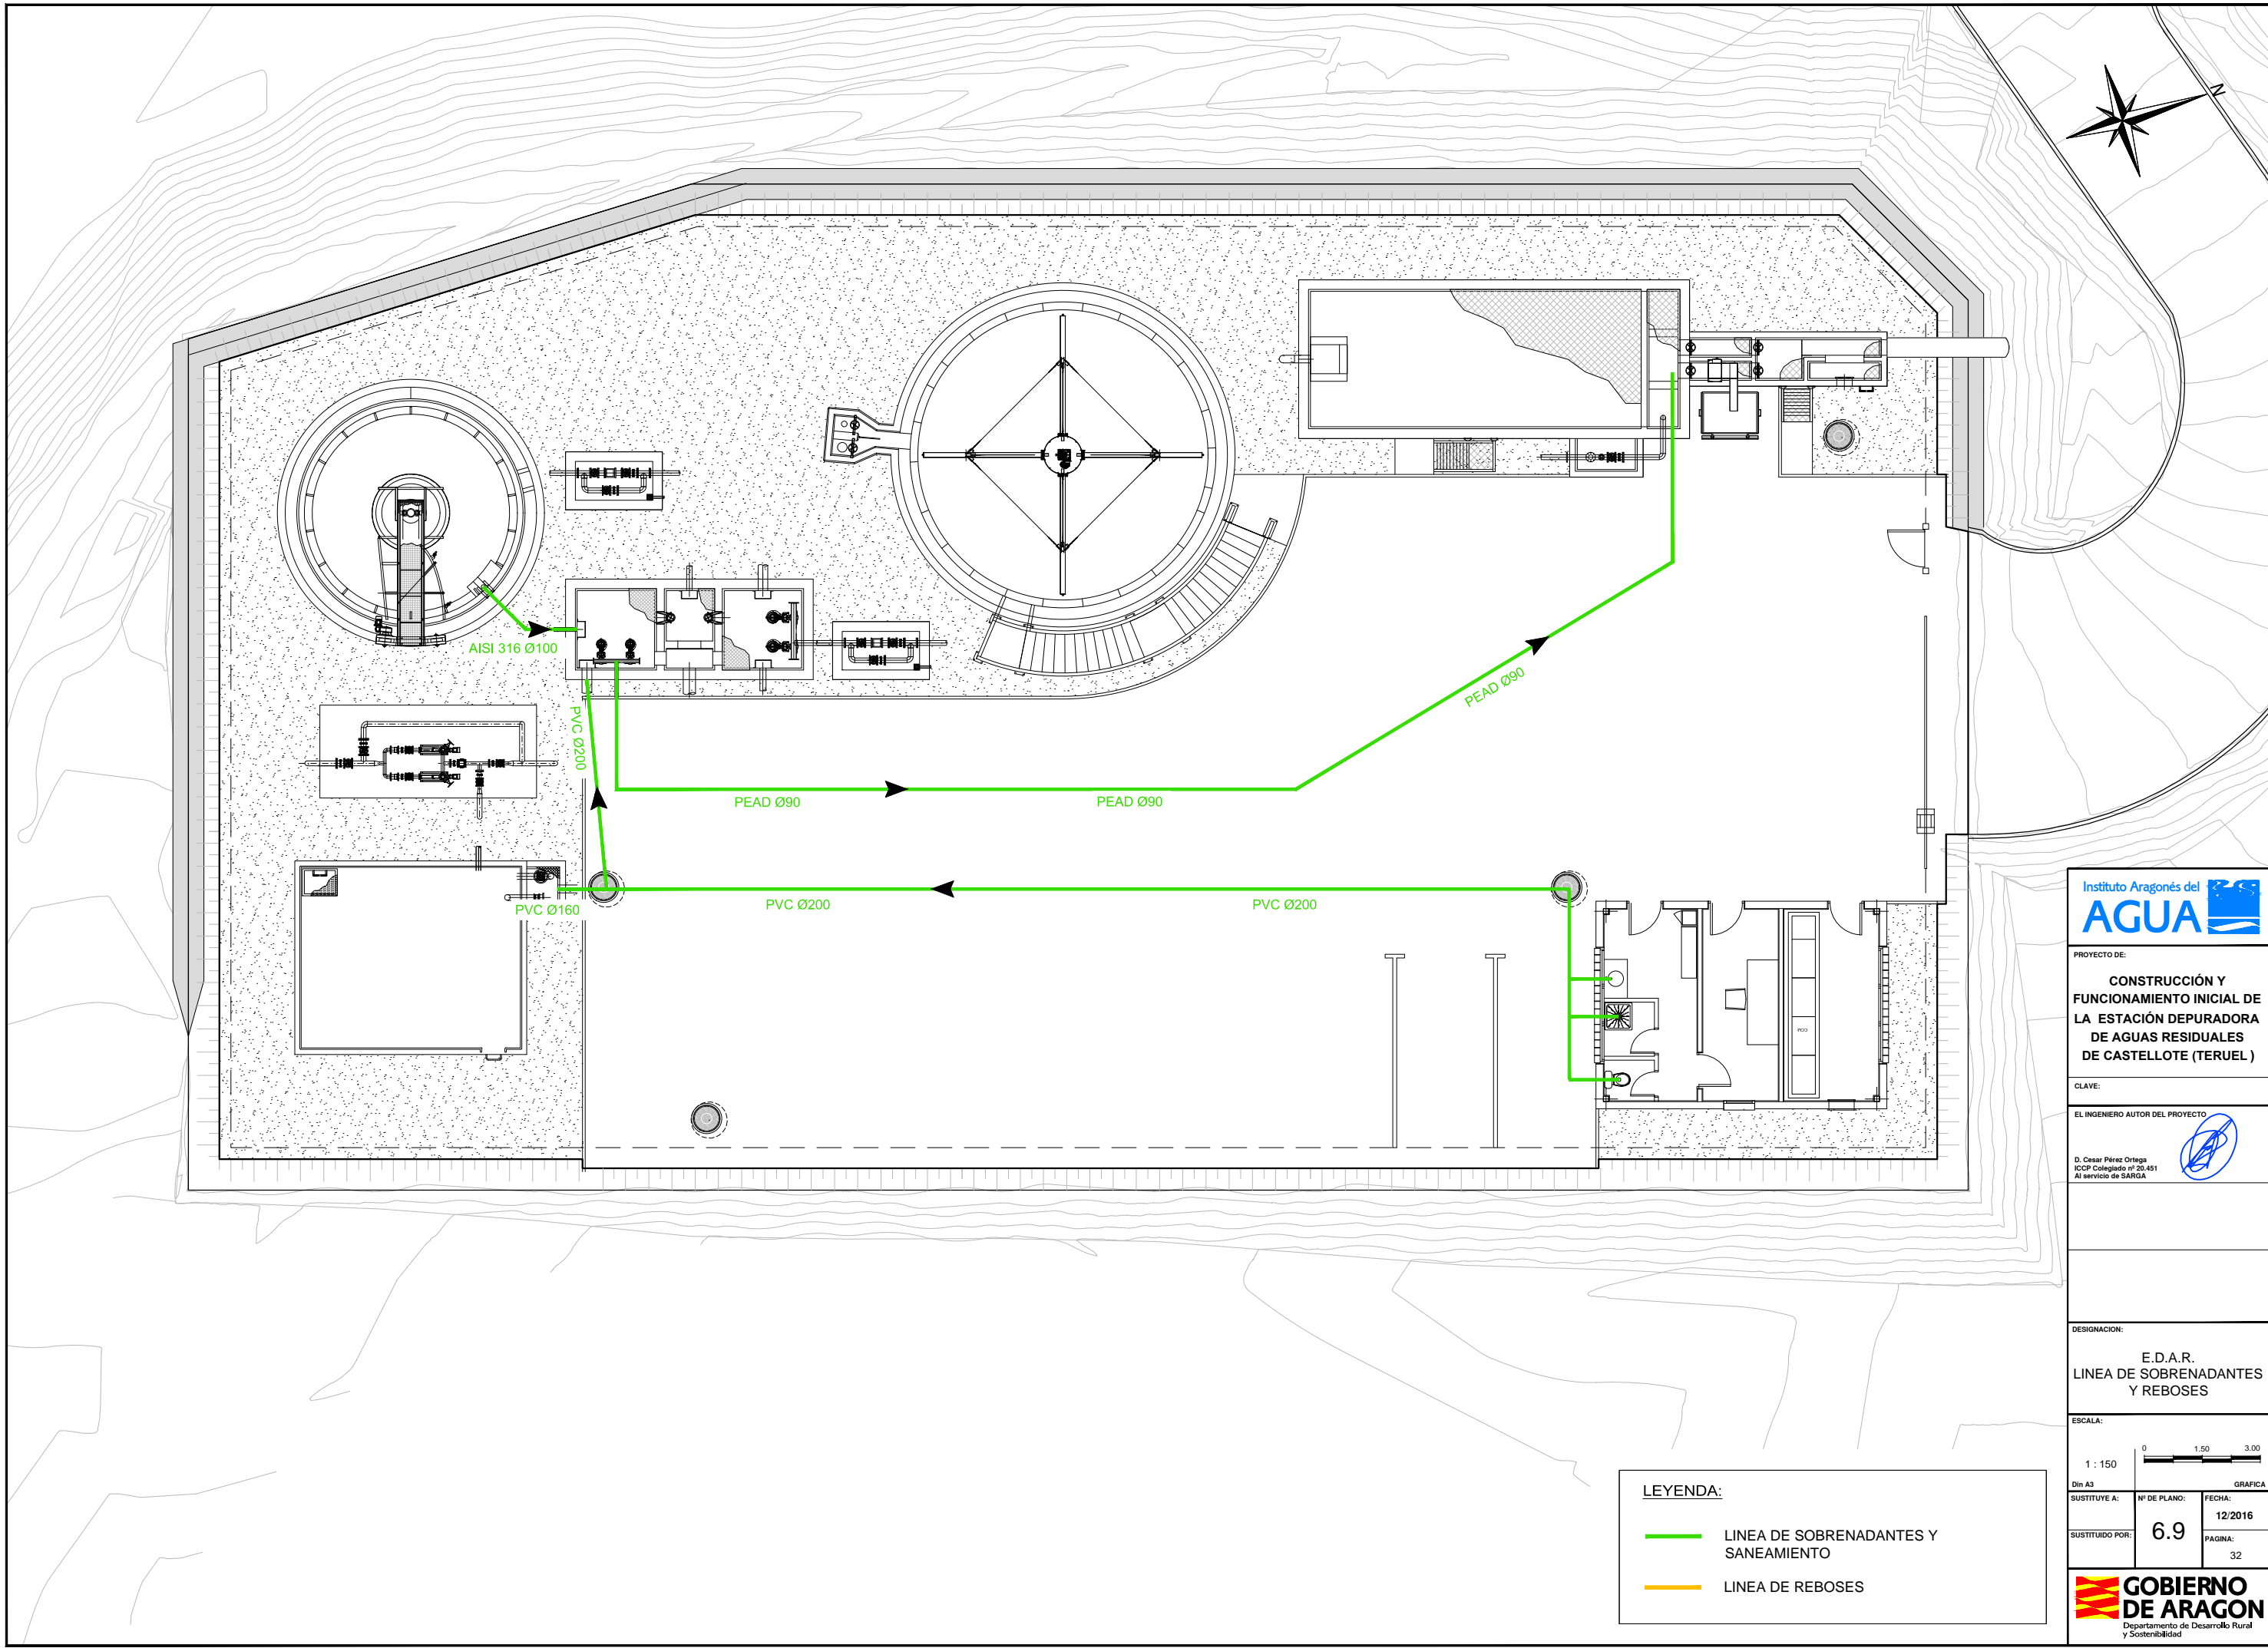 N
AISI 316 Ø100
PVC Ø200
PEAD Ø90
PEAD Ø90
PEAD Ø90
PVC Ø160
PVC Ø200
PVC Ø200
Instituto Aragonés del
AGUA
PROYECTO DE:
CONSTRUCCIÓN Y
FUNCIONAMIENTO INICIAL DE
LA ESTACIÓN DEPURADORA
DE AGUAS RESIDUALES
DE CASTELLOTE (TERUEL )
CLAVE:
EL INGENIERO AUTOR DEL PROYECTO
D. Cesar Pérez Ortega
ICCP Colegiado nº 20.451
Al servicio de SARGA
DESIGNACION:
E.D.A.R.
LINEA DE SOBRENADANTES
Y REBOSES
ESCALA:
0 1.50 3.00
1 : 150
Din A3 GRAFICA
SUSTITUYE A:
SUSTITUIDO POR:
Nº DE PLANO:
6.9
FECHA:
12/2016
PAGINA:
32
GOBIERNO
DE ARAGON
Departamento de Desarrollo Rural
y Sostenibilidad
LEYENDA:
LINEA DE SOBRENADANTES Y
SANEAMIENTO
LINEA DE REBOSES